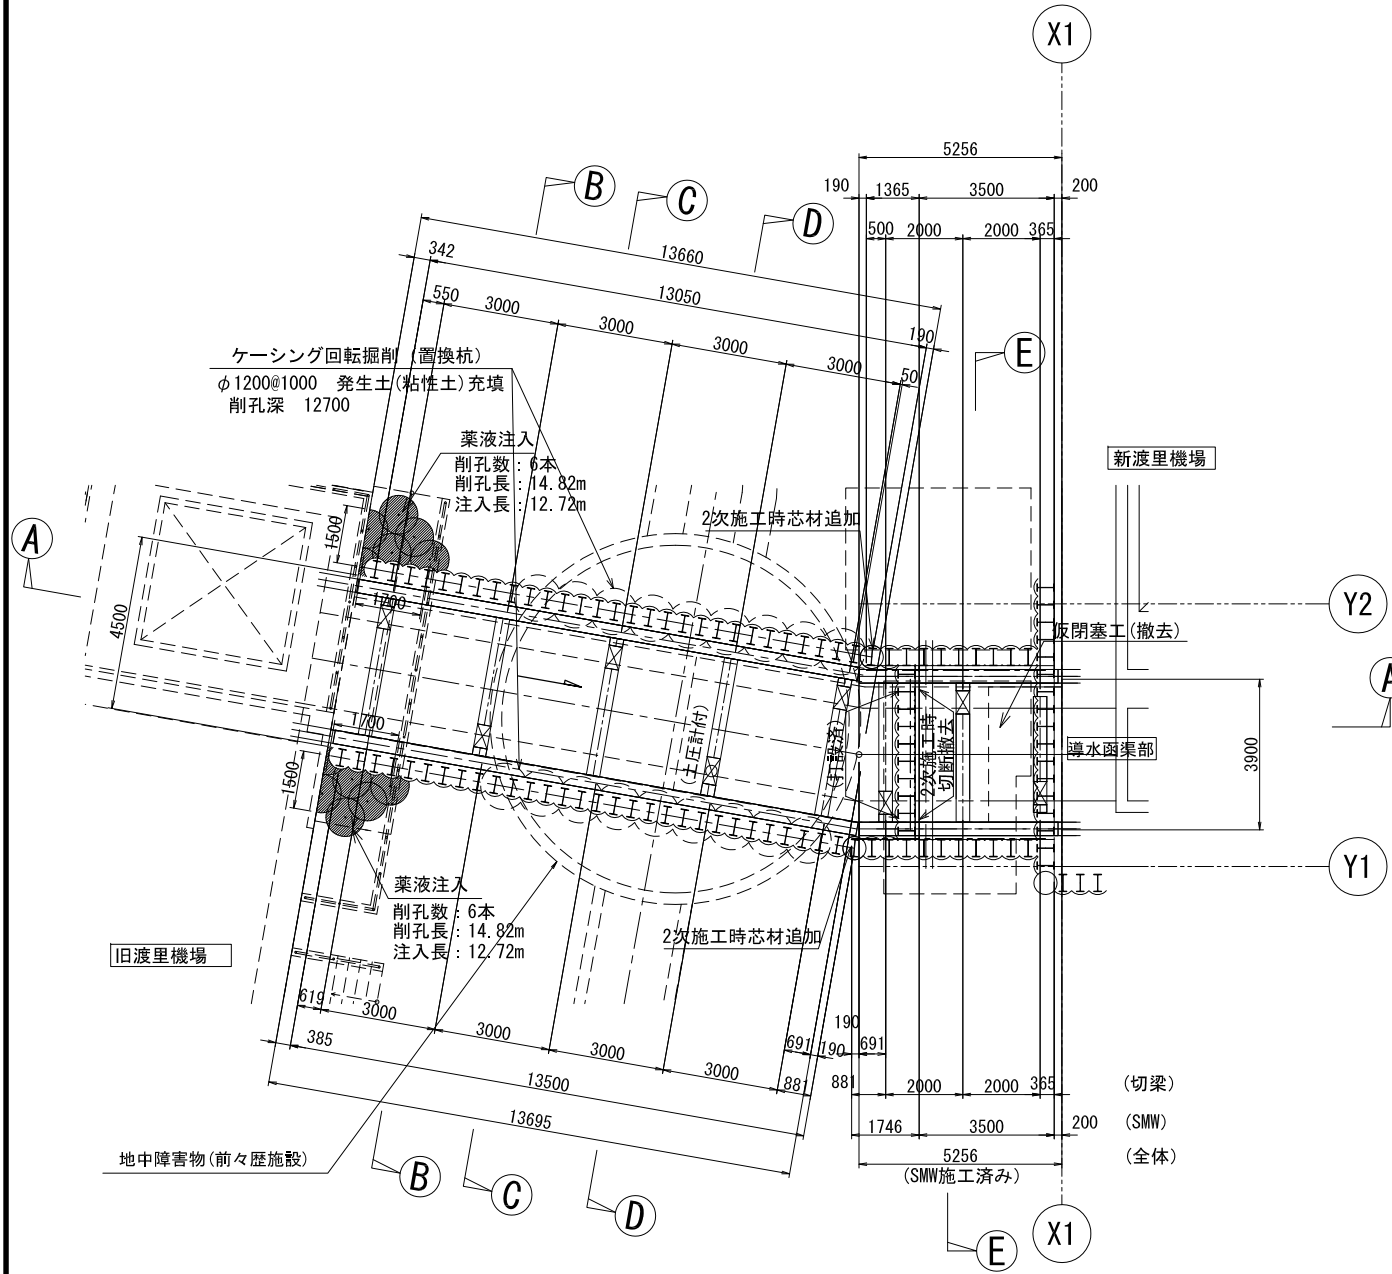 X1
5256
190
1365
3500
200
B
C
D
500
2000
2000
365
13660
342
13050
550
3000
3000
3000
3000
190
50
E
ケーシング回転掘削(置換杭)
φ1200@1000 発生土(粘性土)充填
削孔深 12700
薬液注入
削孔数：6本
削孔長：14.82m
注入長：12.72m
新渡里機場
2次施工時芯材追加
A
1500
4500
1700
Y2
仮閉塞工(撤去)
A
(土圧計付)
(架設済)
2次施工時
切断撤去
導水函渠部
3900
1700
1500
Y1
薬液注入
削孔数：6本
削孔長：14.82m
注入長：12.72m
2次施工時芯材追加
旧渡里機場
619
3000
3000
3000
3000
691
190
190
691
385
13500
881
881
2000
2000
365
(切梁)
13695
1746
3500
200
(SMW)
5256
(全体)
(SMW施工済み)
地中障害物(前々歴施設)
B
C
D
E
X1